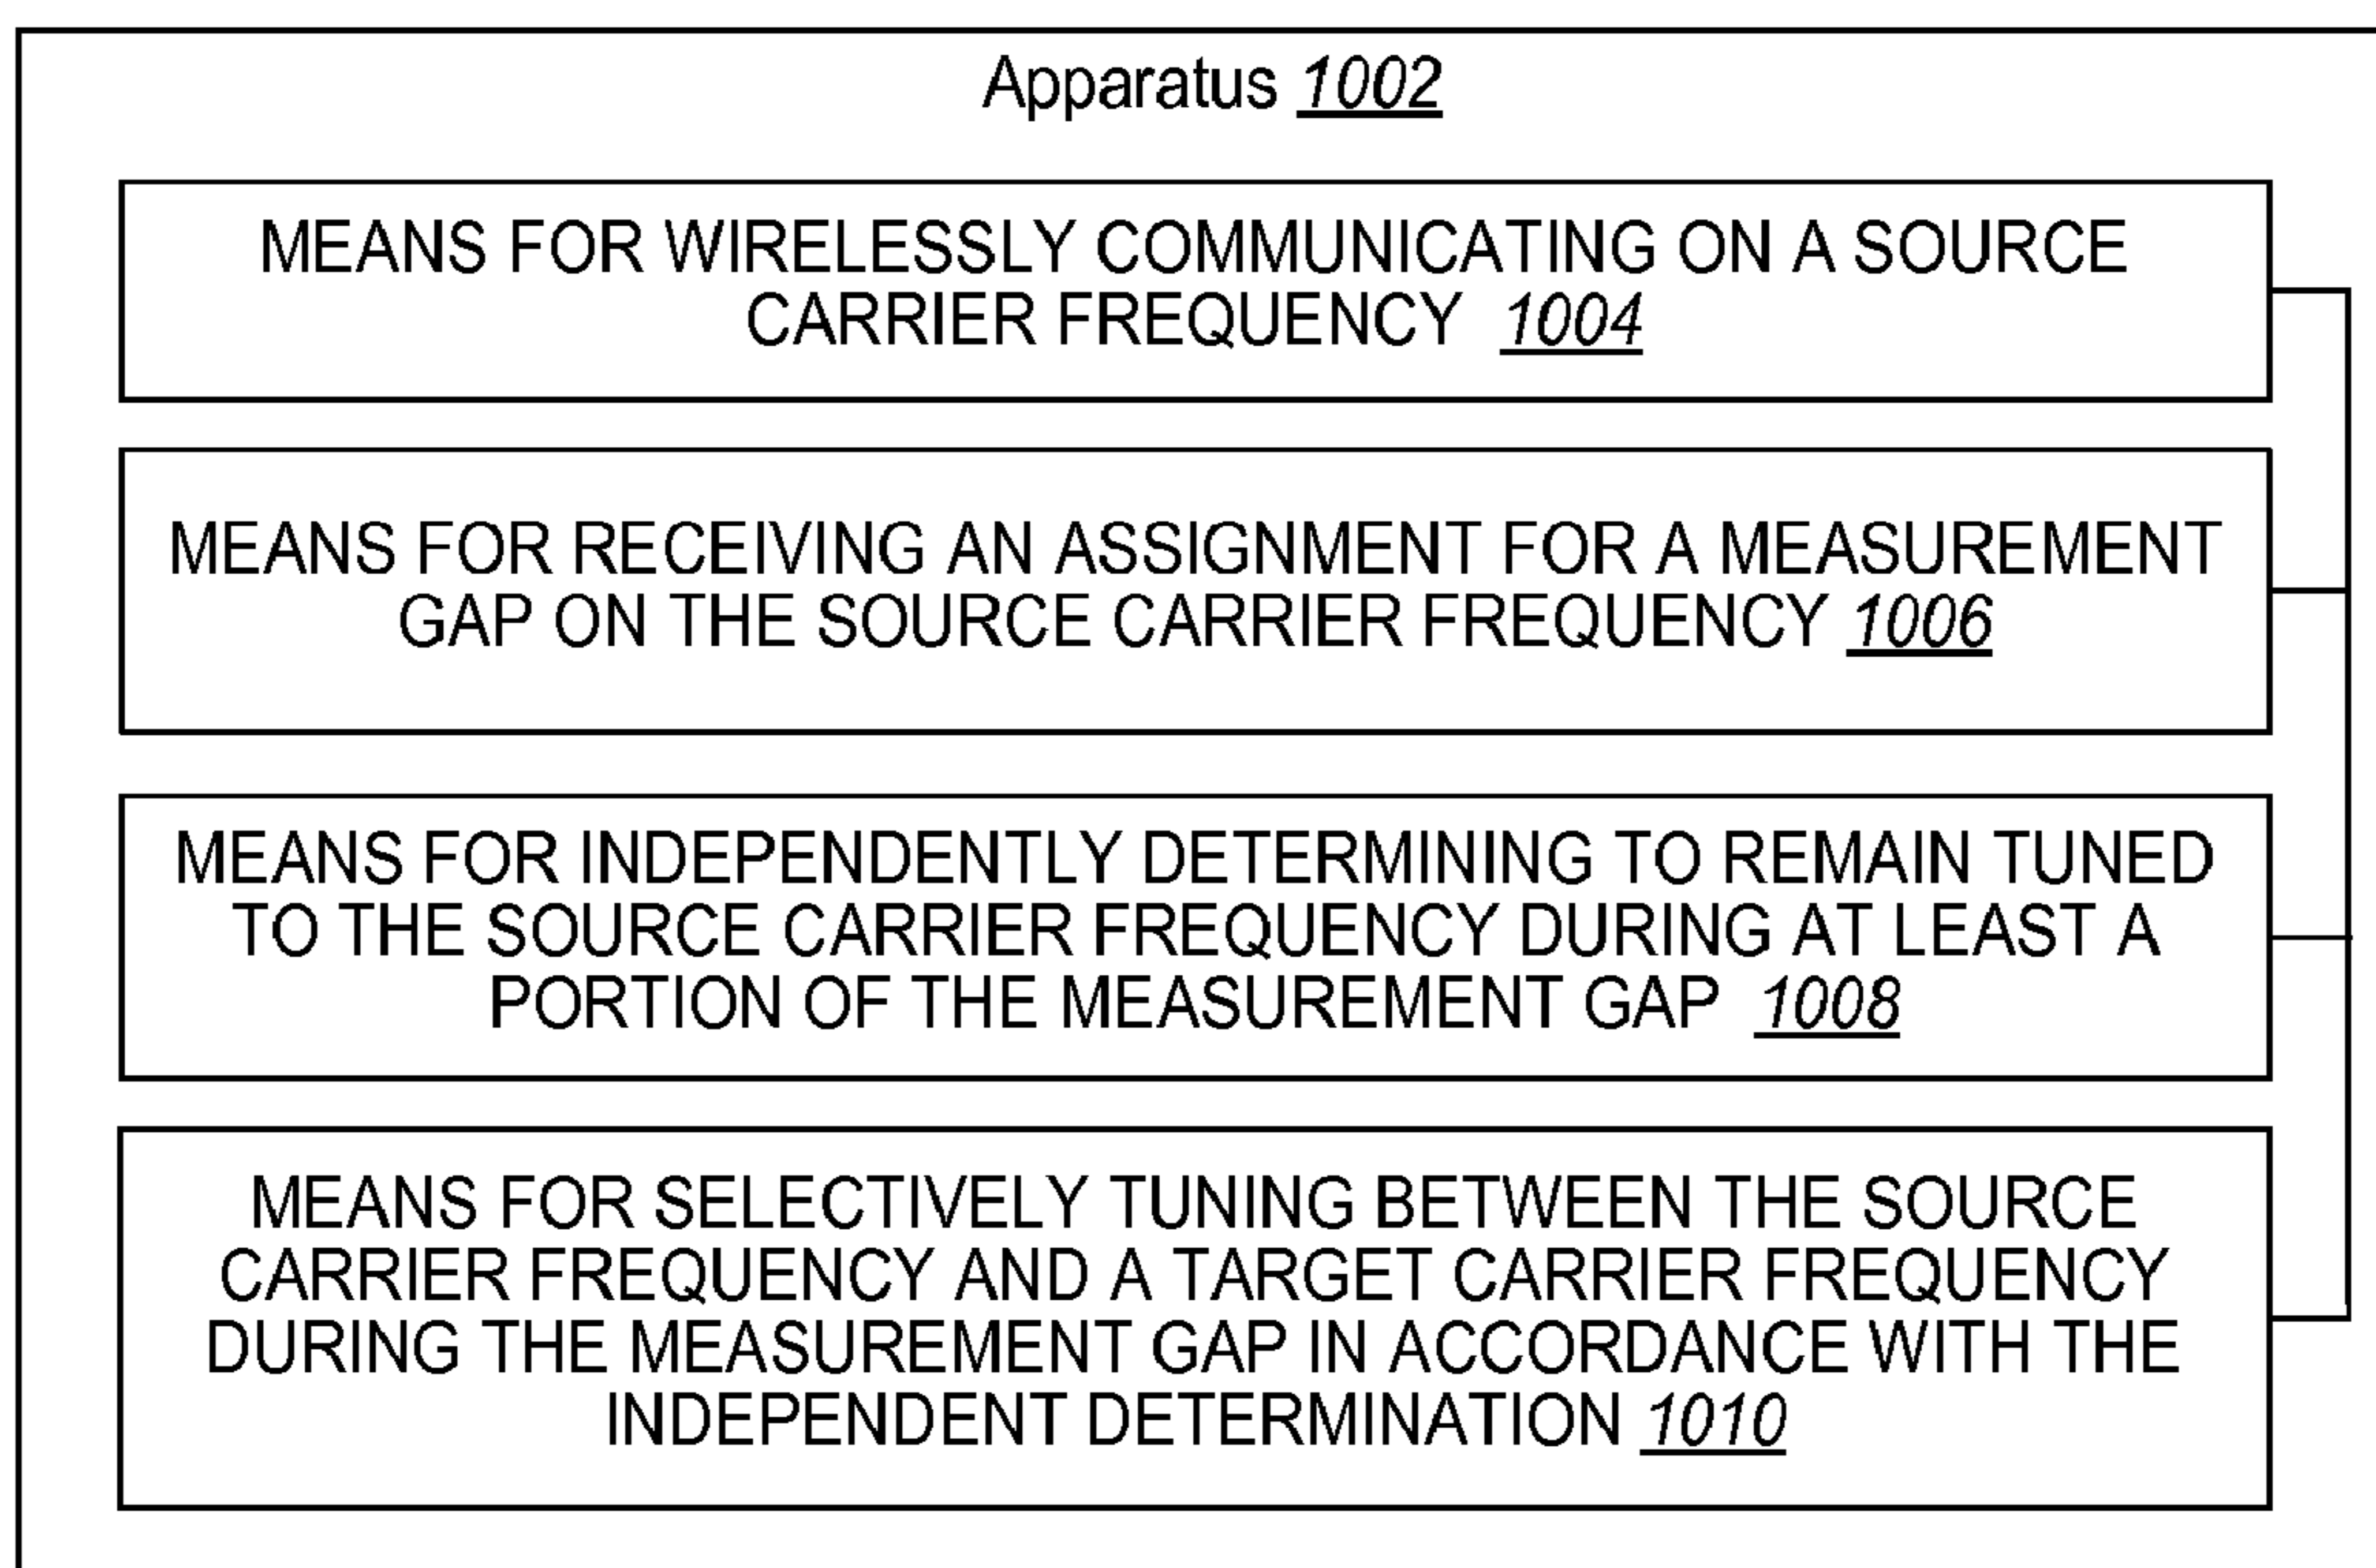 Apparatus 1002
MEANS FOR WIRELESSLY COMMUNICATING ON A SOURCE
CARRIER FREQUENCY 1004
MEANS FOR RECEIVING AN ASSIGNMENT FOR A MEASUREMENT
GAP ON THE SOURCE CARRIER FREQUENCY 1006
MEANS FOR INDEPENDENTLY DETERMINING TO REMAIN TUNED
TO THE SOURCE CARRIER FREQUENCY DURING AT LEAST A
PORTION OF THE MEASUREMENT GAP 1008
MEANS FOR SELECTIVELY TUNING BETWEEN THE SOURCE
CARRIER FREQUENCY AND A TARGET CARRIER FREQUENCY
DURING THE MEASUREMENT GAP IN ACCORDANCE WITH THE
INDEPENDENT DETERMINATION 1010